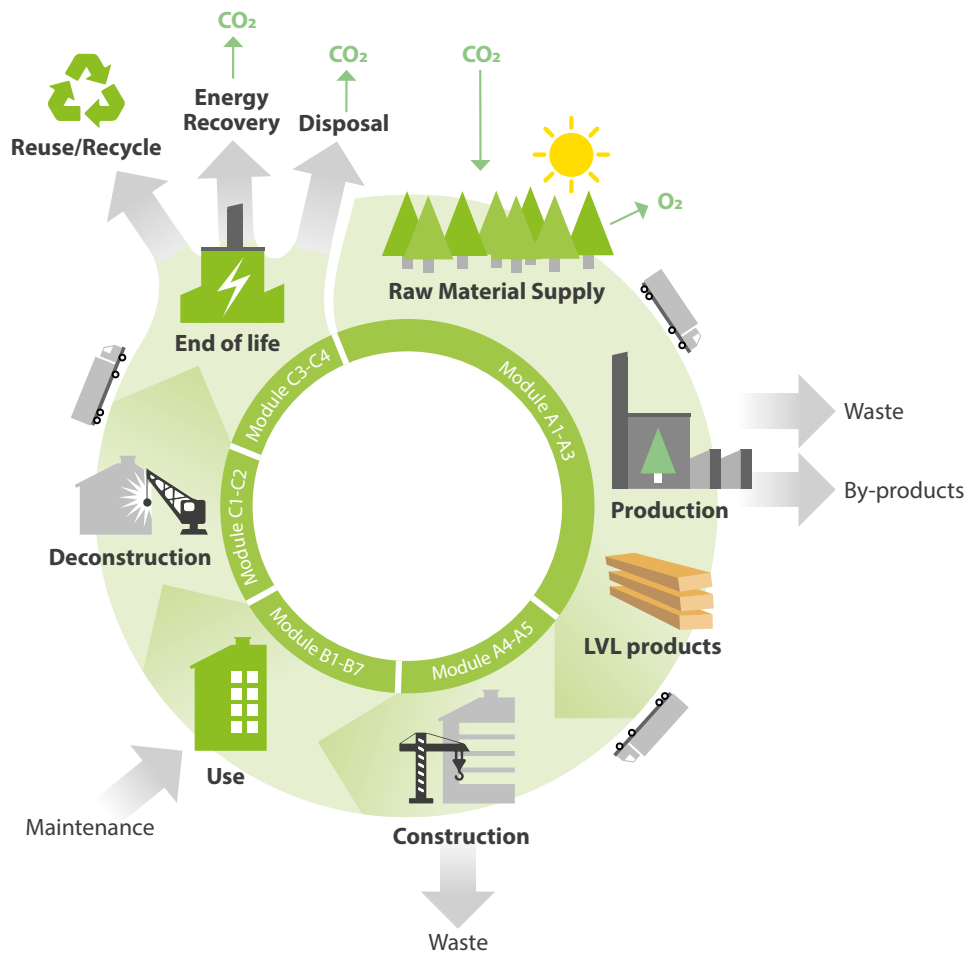 CO₂
CO₂
CO₂
Energy
Recovery
Disposal
Reuse/Recycle
O₂
Raw Material Supply
End of life
Module C3-C4
Module A1-A3
Waste
By-products
Production
Module C1-C2
Deconstruction
LVL products
Module B1-B7
Module A4-A5
Use
Maintenance
Construction
Waste